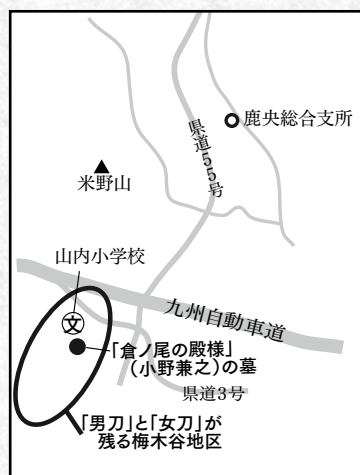 鹿央総合支所
県道55号
米野山
山内小学校
九州自動車道
文
「倉ノ尾の殿様」
(小野兼之)の墓
県道3号
「男刀」と「女刀」が
残る梅木谷地区